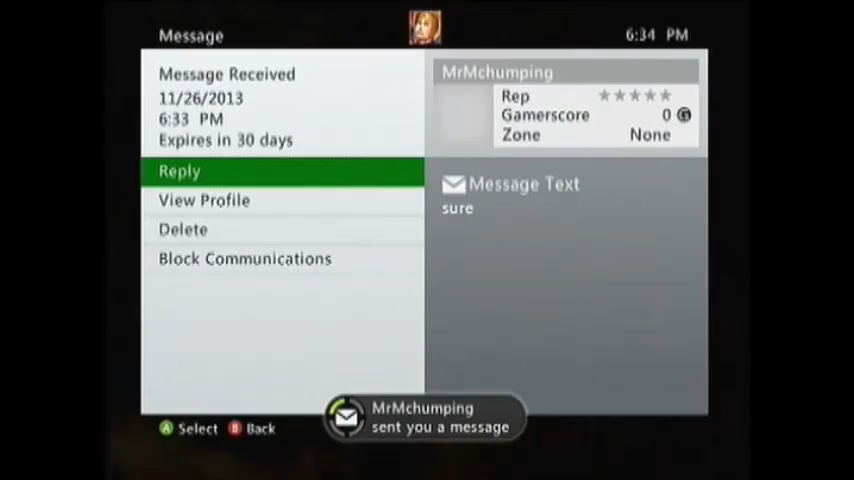 Message
6:34 PM
Message Received
11/26/2013
6:33 PM
Expires in 30 days
Reply
View Profile
Delete
Block Communications
MrMchumping
Rep
Gamerscore 0 G
Zone None
Message Text
sure
MrMchumping
sent you a message
A Select B Back